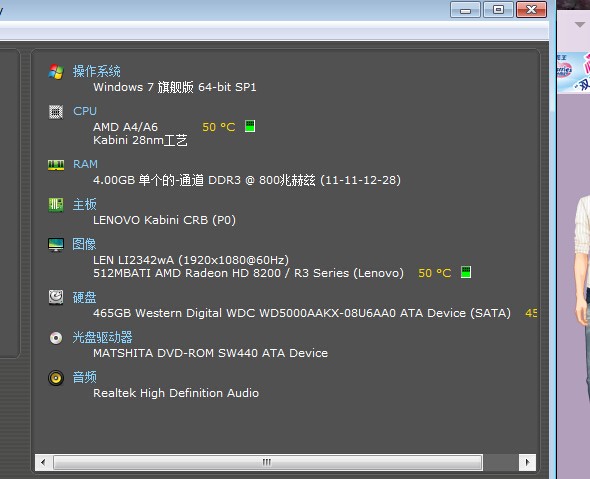 y
操作系统
Windows 7 旗舰版 64-bit SP1
CPU
AMD A4/A6 50 °C
Kabini 28nm工艺
RAM
4.00GB 单个的-通道 DDR3 @ 800兆赫兹 (11-11-12-28)
主板
LENOVO Kabini CRB (P0)
图像
LEN LI2342wA (1920x1080@60Hz)
512MBATI AMD Radeon HD 8200 / R3 Series (Lenovo) 50 °C
硬盘
465GB Western Digital WDC WD5000AAKX-08U6AA0 ATA Device (SATA) 45
光盘驱动器
MATSHITA DVD-ROM SW440 ATA Device
音频
Realtek High Definition Audio